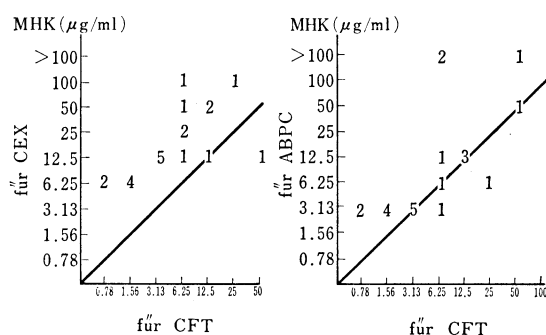 MHK(μg/ml)
>100
100
50
25
12.5
6.25
3.13
1.56
0.78
für CEX
1 1
1 2
2
5 1 1 1
2 4
0.78 1.56 3.13 6.25 12.5 25 50
für CFT
MHK(μg/ml)
>100
100
50
25
12.5
6.25
3.13
1.56
0.78
für ABPC
2 1
1
1 3
1 1
2 4 5 1
0.78 1.56 3.13 6.25 12.5 25 50 100
für CFT